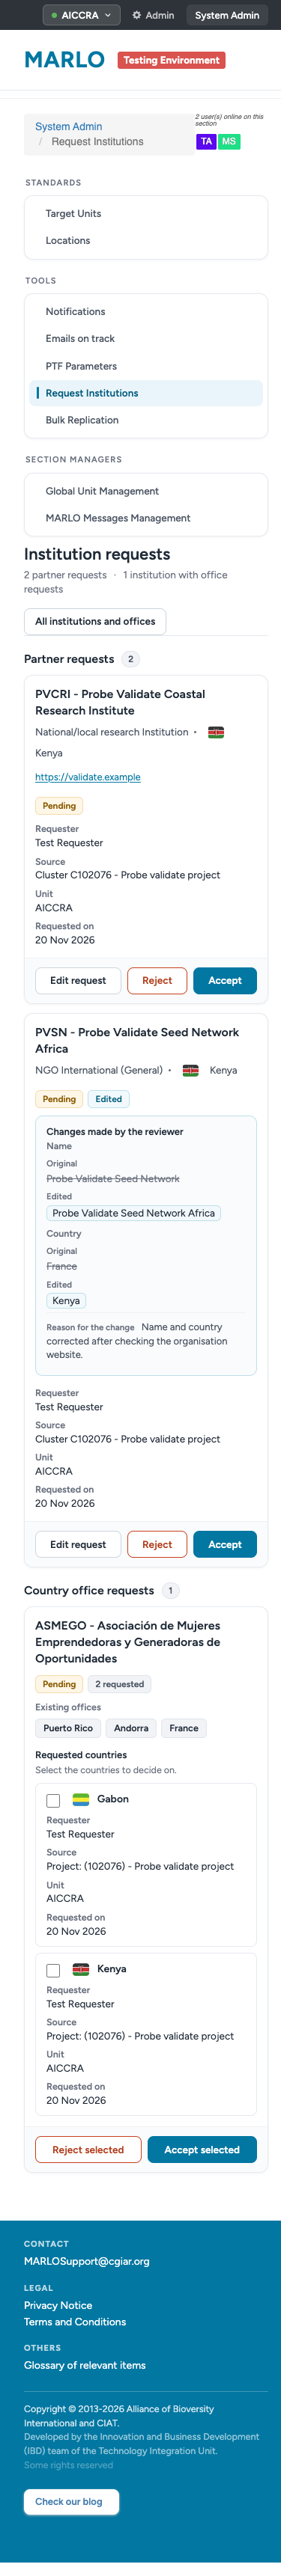 AICCRA
Admin
System Admin
MARLO
Testing Environment
System Admin
/ Request Institutions
2 user(s) online on this
section
TA
MS
STANDARDS
Target Units
Locations
TOOLS
Notifications
Emails on track
PTF Parameters
Request Institutions
Bulk Replication
SECTION MANAGERS
Global Unit Management
MARLO Messages Management
Institution requests
2 partner requests · 1 institution with office
requests
All institutions and offices
Partner requests 2
PVCRI - Probe Validate Coastal
Research Institute
National/local research Institution •
Kenya
https://validate.example
Pending
Requester
Test Requester
Source
Cluster C102076 - Probe validate project
Unit
AICCRA
Requested on
20 Nov 2026
Edit request
Reject
Accept
PVSN - Probe Validate Seed Network
Africa
NGO International (General) • Kenya
Pending
Edited
Changes made by the reviewer
Name
Original
Probe Validate Seed Network
Edited
Probe Validate Seed Network Africa
Country
Original
France
Edited
Kenya
Reason for the change Name and country
corrected after checking the organisation
website.
Requester
Test Requester
Source
Cluster C102076 - Probe validate project
Unit
AICCRA
Requested on
20 Nov 2026
Edit request
Reject
Accept
Country office requests 1
ASMEGO - Asociación de Mujeres
Emprendedoras y Generadoras de
Oportunidades
Pending
2 requested
Existing offices
Puerto Rico
Andorra
France
Requested countries
Select the countries to decide on.
Gabon
Requester
Test Requester
Source
Project: (102076) - Probe validate project
Unit
AICCRA
Requested on
20 Nov 2026
Kenya
Requester
Test Requester
Source
Project: (102076) - Probe validate project
Unit
AICCRA
Requested on
20 Nov 2026
Reject selected
Accept selected
CONTACT
MARLOSupport@cgiar.org
LEGAL
Privacy Notice
Terms and Conditions
OTHERS
Glossary of relevant items
Copyright © 2013-2026 Alliance of Bioversity
International and CIAT.
Developed by the Innovation and Business Development
(IBD) team of the Technology Integration Unit.
Some rights reserved
Check our blog